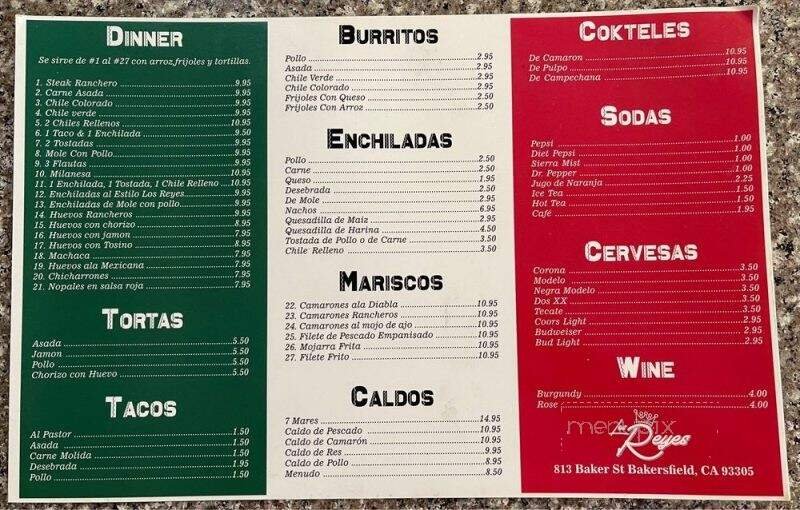 DINNER
Se sirve de #1 al #27 con arroz,frijoles y tortillas.
1. Steak Ranchero 9.95
2. Carne Asada 9.95
3. Chile Colorado 9.95
4. Chile verde 9.95
5. 2 Chiles Rellenos 10.95
6. 1 Taco & 1 Enchilada 9.50
7. 2 Tostadas 9.95
8. Mole Con Pollo 9.95
9. 3 Flautas 9.95
10. Milanesa 10.95
11. 1 Enchilada, 1 Tostada, 1 Chile Relleno 10.95
12. Enchiladas al Estilo Los Reyes 9.95
13. Enchiladas de Mole con pollo 9.95
14. Huevos Rancheros 9.95
15. Huevos con chorizo 8.95
16. Huevos con jamon 7.95
17. Huevos con Tosino 8.95
18. Machaca 7.95
19. Huevos ala Mexicana 7.95
20. Chicharrones 7.95
21. Nopales en salsa roja 7.95
TORTAS
Asada 5.50
Jamon 5.50
Pollo 5.50
Chorizo con Huevo 5.50
TACOS
Al Pastor 1.50
Asada 1.50
Carne Molida 1.50
Desebrada 1.95
Pollo 1.50
BURRITOS
Pollo 2.95
Asada 2.95
Chile Verde 2.95
Chile Colorado 2.95
Frijoles Con Queso 2.50
Frijoles Con Arroz 2.50
ENCHILADAS
Pollo 2.50
Carne 2.50
Queso 1.95
Desebrada 2.50
De Mole 2.95
Nachos 6.95
Quesadilla de Maiz 2.95
Quesadilla de Harina 4.50
Tostada de Pollo o de Carne 3.50
Chile Relleno 3.50
MARISCOS
22. Camarones ala Diabla 10.95
23. Camarones Rancheros 10.95
24. Camarones al mojo de ajo 10.95
25. Filete de Pescado Empanisado 10.95
26. Mojarra Frita 10.95
27. Filete Frito 10.95
CALDOS
7 Mares 14.95
Caldo de Pescado 10.95
Caldo de Camarón 10.95
Caldo de Res 9.95
Caldo de Pollo 8.95
Menudo 8.50
COKTELES
De Camaron 10.95
De Pulpo 10.95
De Campechana 10.95
SODAS
Pepsi 1.00
Diet Pepsi 1.00
Sierra Mist 1.00
Dr. Pepper 1.00
Jugo de Naranja 2.25
Ice Tea 1.50
Hot Tea 1.50
Café 1.95
CERVESAS
Corona 3.50
Modelo 3.50
Negra Modelo 3.50
Dos XX 3.50
Tecate 3.50
Coors Light 2.95
Budweiser 2.95
Bud Light 2.95
WINE
Burgundy 4.00
Rose 4.00
menupix
Los Reyes
813 Baker St Bakersfield, CA 93305